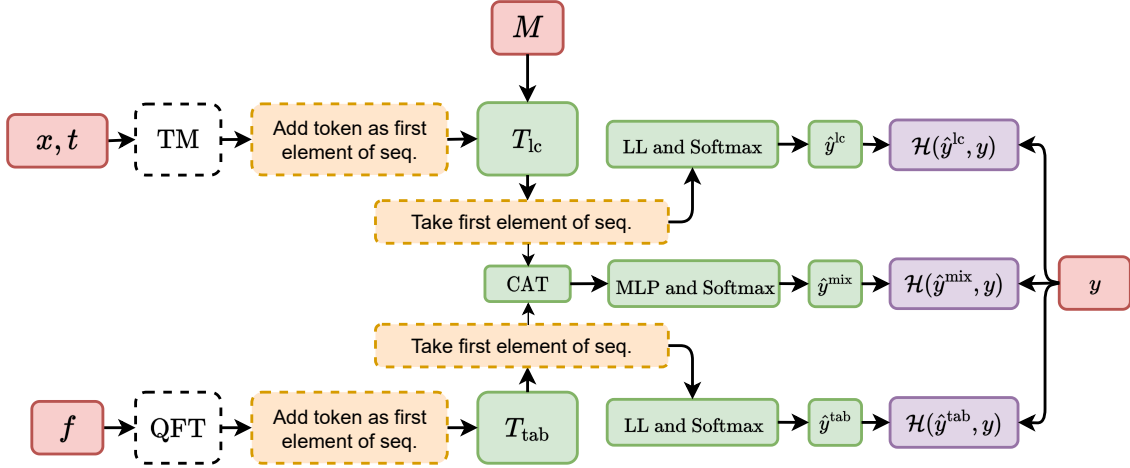 M
x, t
TM
Add token as first
element of seq.
T_lc
LL and Softmax
ŷ^lc
ℋ(ŷ^lc, y)
Take first element of seq.
CAT
MLP and Softmax
ŷ^mix
ℋ(ŷ^mix, y)
y
Take first element of seq.
f
QFT
Add token as first
element of seq.
T_tab
LL and Softmax
ŷ^tab
ℋ(ŷ^tab, y)